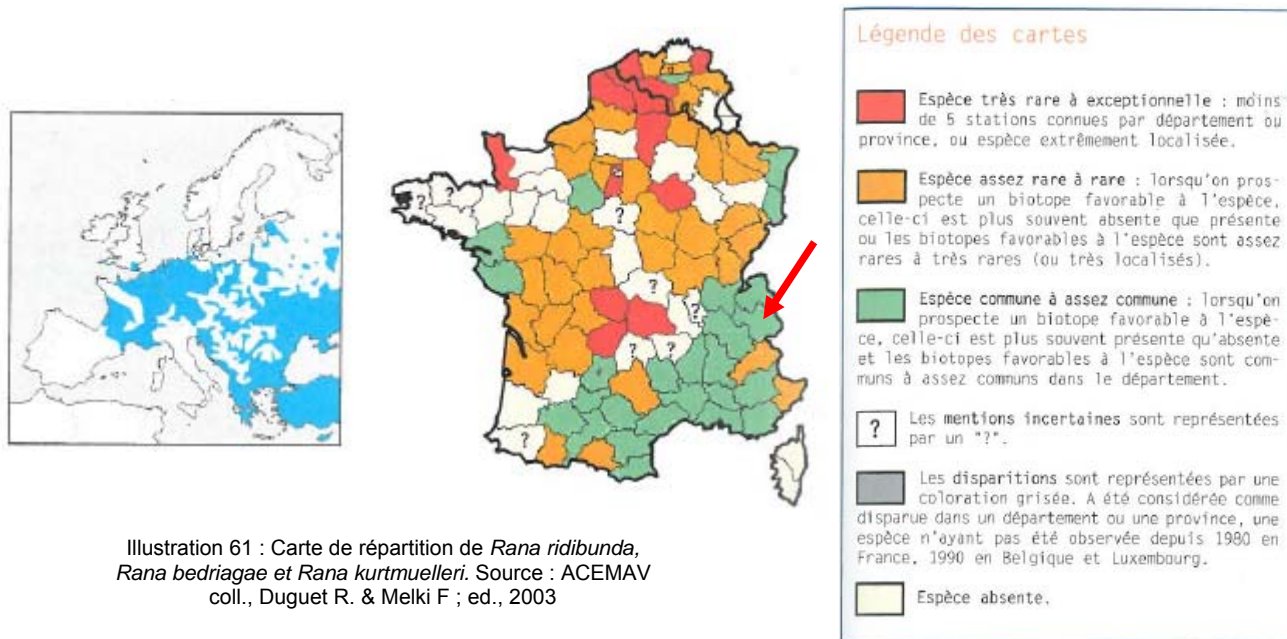 Légende des cartes
Espèce très rare à exceptionnelle : moins
de 5 stations connues par département ou
province, ou espèce extrêmement localisée.
Espèce assez rare à rare : lorsqu'on pros-
pecte un biotope favorable à l'espèce,
celle-ci est plus souvent absente que présente
ou les biotopes favorables à l'espèce sont assez
rares à très rares (ou très localisés).
Espèce commune à assez commune : lorsqu'on
prospecte un biotope favorable à l'espè-
ce, celle-ci est plus souvent présente qu'absente
et les biotopes favorables à l'espèce sont com-
muns à assez communs dans le département.
? Les mentions incertaines sont représentées
par un "?".
Les disparitions sont représentées par une
coloration grisée. A été considérée comme
disparue dans un département ou une province, une
espèce n'ayant pas été observée depuis 1980 en
France, 1990 en Belgique et Luxembourg.
Espèce absente.
?
?
?
?
?
?
?
?
Illustration 61 : Carte de répartition de Rana ridibunda,
Rana bedriagae et Rana kurtmuelleri. Source : ACEMAV
coll., Duguet R. & Melki F ; ed., 2003